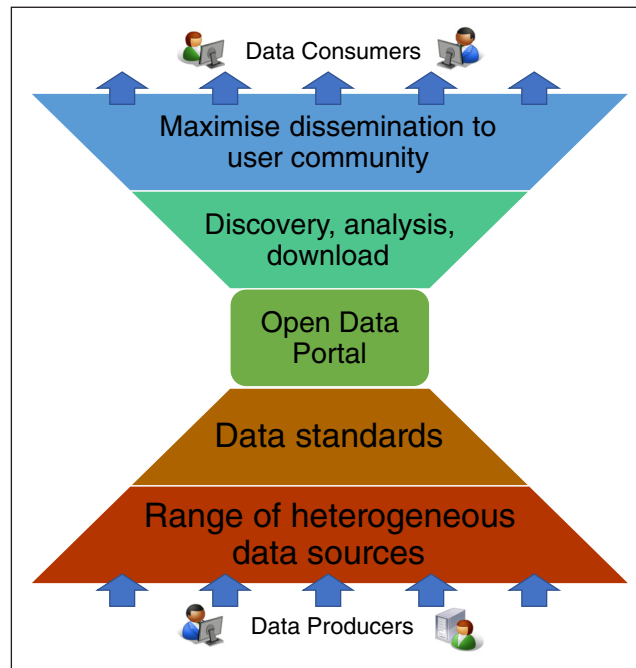 Data Consumers
Maximise dissemination to
user community
Discovery, analysis,
download
Open Data
Portal
Data standards
Range of heterogeneous
data sources
Data Producers